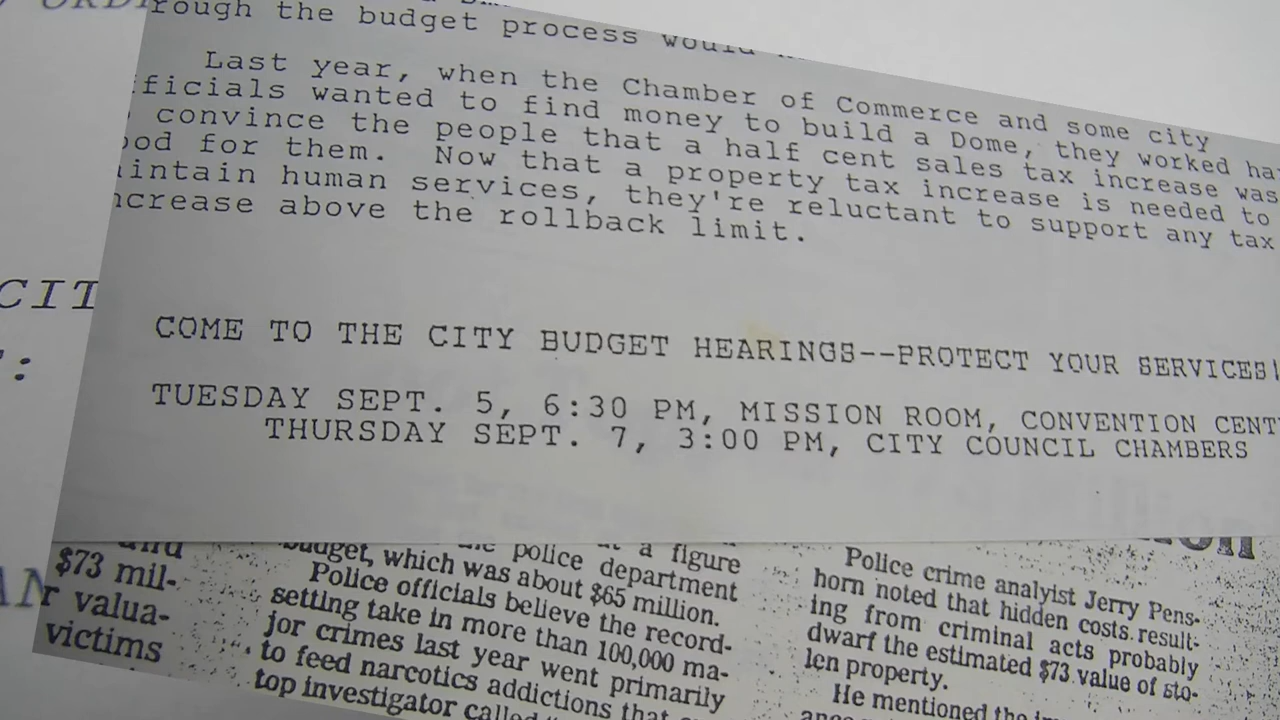 rough the budget process would
Last year, when the Chamber of Commerce and some city
ficials wanted to find money to build a Dome, they worked ha
convince the people that a half cent sales tax increase was
ood for them. Now that a property tax increase is needed to
intain human services, they're reluctant to support any tax
ncrease above the rollback limit.
COME TO THE CITY BUDGET HEARINGS--PROTECT YOUR SERVICES!
TUESDAY SEPT. 5, 6:30 PM, MISSION ROOM, CONVENTION CENT
THURSDAY SEPT. 7, 3:00 PM, CITY COUNCIL CHAMBERS
CIT
:
AN
and
$73 mil-
r valua-
victims
a figure
the police department
budget, which was about $65 million.
Police officials believe the record-
setting take in more than 100,000 ma-
jor crimes last year went primarily
to feed narcotics addictions that
top investigator called
Police crime analyist Jerry Pens-
horn noted that hidden costs result-
ing from criminal acts probably
dwarf the estimated $73 value of sto-
len property.
He mentioned the